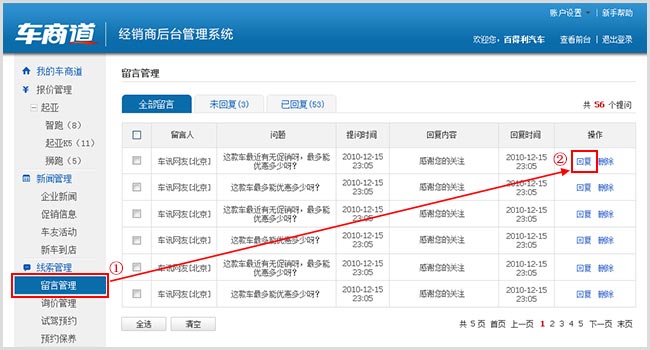 账户设置 | 新手帮助
车商道 | 经销商后台管理系统
欢迎您，百得利汽车 查看前台 | 退出登录
我的车商道
报价管理
起亚
智跑（8）
起亚K5（11）
狮跑（5）
新闻管理
企业新闻
促销信息
车友活动
新车到店
线索管理
留言管理
询价管理
试驾预约
预约保养
留言管理
全部留言 未回复(3) 已回复(53) 共 56 个提问
留言人 问题 提问时间 回复内容 回复时间 操作
车讯网友[北京] 这款车最近有无促销呀，最多能优惠多少呀？ 2010-12-15 23:05 感谢您的关注 2010-12-15 23:05 回复 删除
车讯网友[北京] 这款车最多能优惠多少呀？ 2010-12-15 23:05 感谢您的关注 2010-12-15 23:05 回复 删除
车讯网友[北京] 这款车最近有无促销呀，最多能优惠多少呀？ 2010-12-15 23:05 感谢您的关注 2010-12-15 23:05 回复 删除
车讯网友[北京] 这款车最多能优惠多少呀？ 2010-12-15 23:05 感谢您的关注 2010-12-15 23:05 回复 删除
车讯网友[北京] 这款车最近有无促销呀，最多能优惠多少呀？ 2010-12-15 23:05 感谢您的关注 2010-12-15 23:05 回复 删除
车讯网友[北京] 这款车最多能优惠多少呀？ 2010-12-15 23:05 感谢您的关注 2010-12-15 23:05 回复 删除
①
②
全选 清空 共 5 页 首页 上一页 1 2 3 4 5 下一页 末页